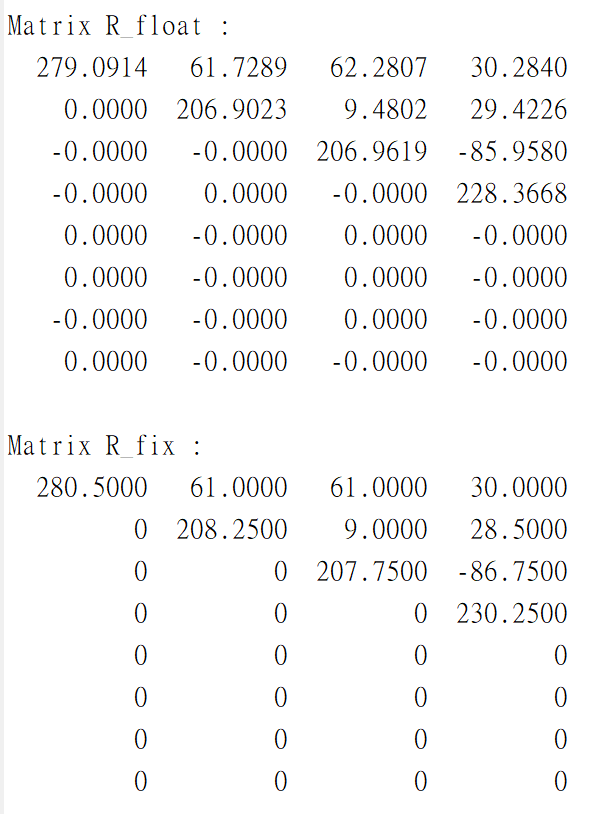 Matrix R_float :
279.0914 61.7289 62.2807 30.2840
0.0000 206.9023 9.4802 29.4226
-0.0000 -0.0000 206.9619 -85.9580
-0.0000 0.0000 -0.0000 228.3668
0.0000 -0.0000 0.0000 -0.0000
0.0000 -0.0000 0.0000 -0.0000
-0.0000 -0.0000 0.0000 -0.0000
0.0000 -0.0000 -0.0000 -0.0000
Matrix R_fix :
280.5000 61.0000 61.0000 30.0000
0 208.2500 9.0000 28.5000
0 0 207.7500 -86.7500
0 0 0 230.2500
0 0 0 0
0 0 0 0
0 0 0 0
0 0 0 0